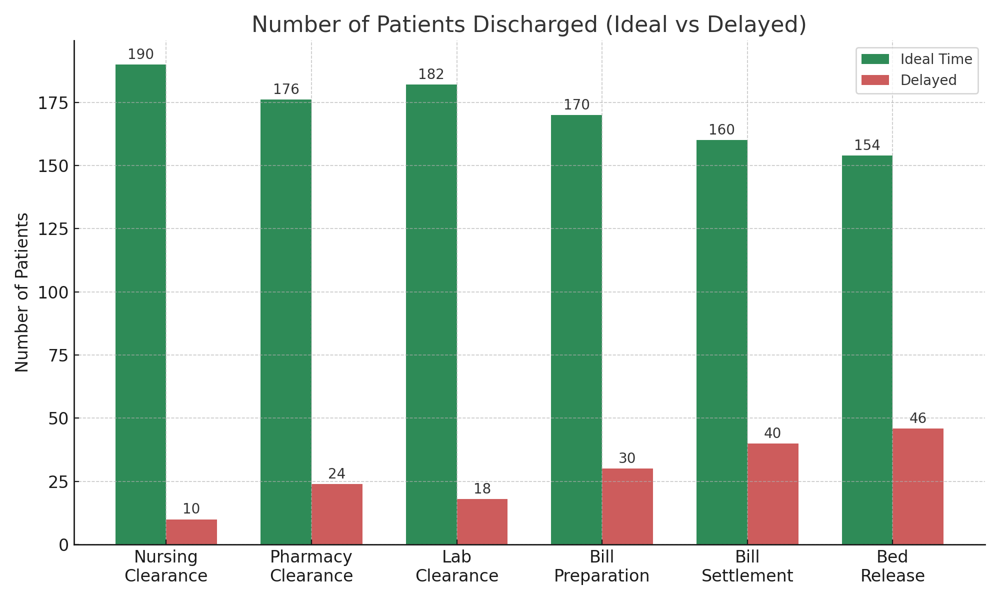 Number of Patients Discharged (Ideal vs Delayed)
Ideal Time
Delayed
Number of Patients
175
150
125
100
75
50
25
0
190
10
176
24
182
18
170
30
160
40
154
46
Nursing
Clearance
Pharmacy
Clearance
Lab
Clearance
Bill
Preparation
Bill
Settlement
Bed
Release